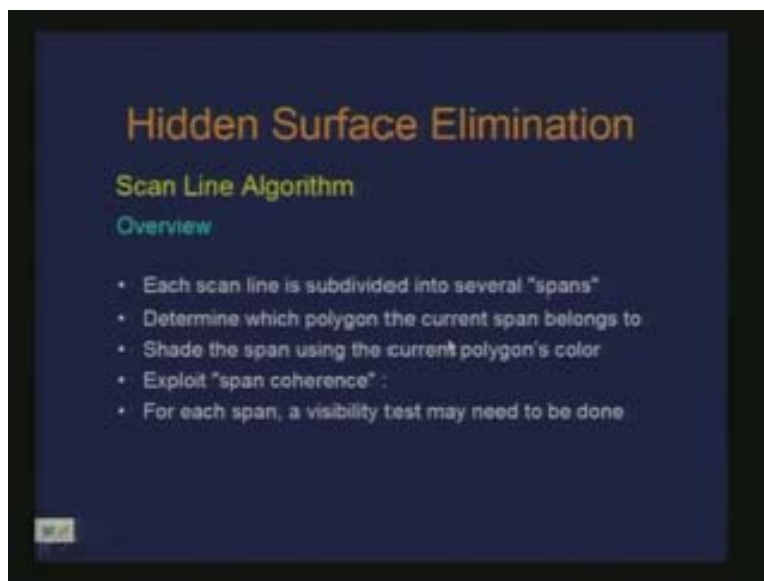 Hidden Surface Elimination
Scan Line Algorithm
Overview
• Each scan line is subdivided into several "spans"
• Determine which polygon the current span belongs to
• Shade the span using the current polygon's color
• Exploit "span coherence" :
• For each span, a visibility test may need to be done